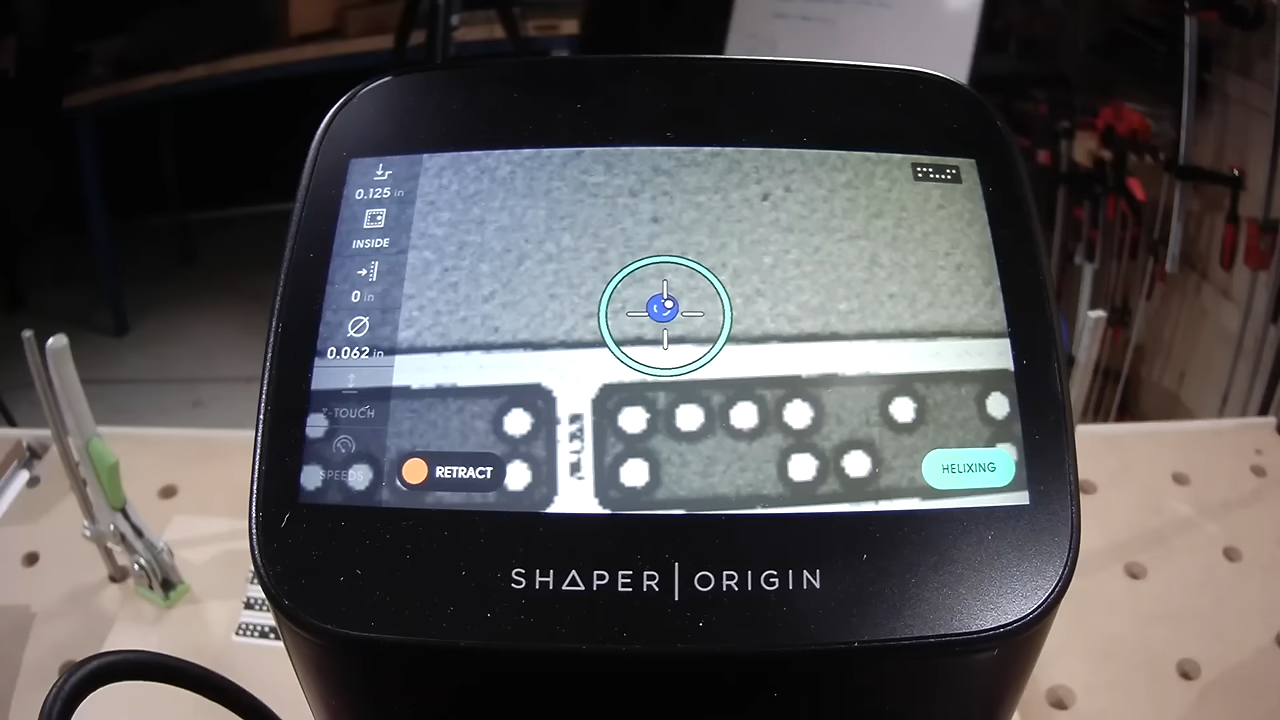 0.125 in
INSIDE
0 in
0.062 in
Z-TOUCH
SPEEDS
RETRACT
HELIXING
SHAPER | ORIGIN